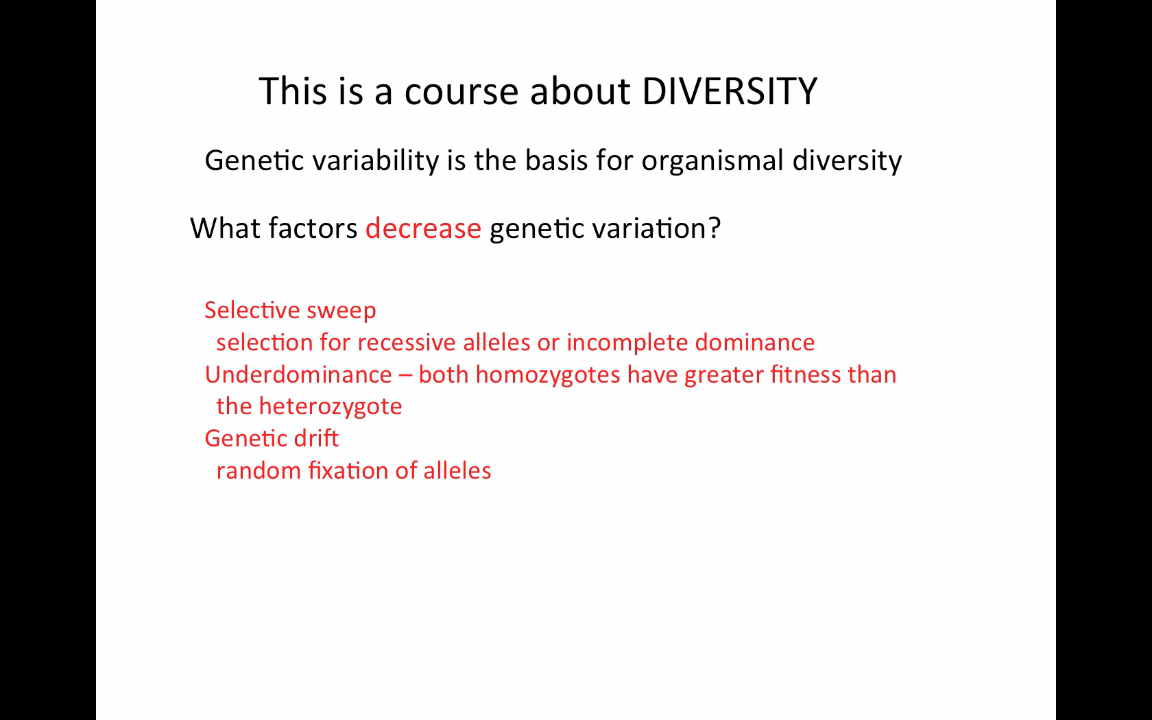 This is a course about DIVERSITY
Genetic variability is the basis for organismal diversity
What factors decrease genetic variation?
Selective sweep
selection for recessive alleles or incomplete dominance
Underdominance – both homozygotes have greater fitness than
the heterozygote
Genetic drift
random fixation of alleles